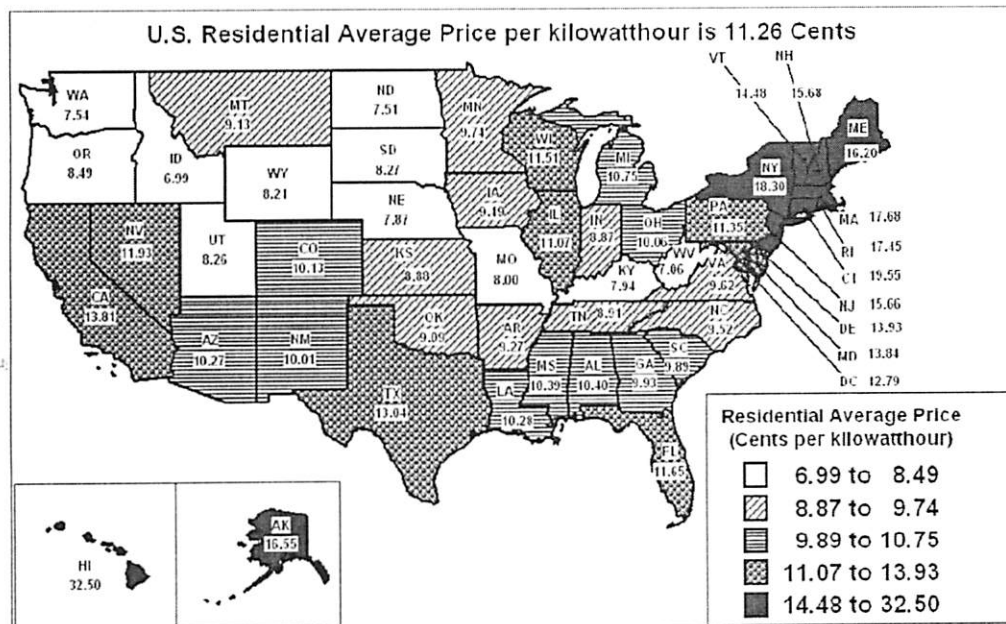 U.S. Residential Average Price per kilowatthour is 11.26 Cents
VT
14.48
NH
15.68
WA
7.54
MT
9.13
ND
7.51
MN
9.74
ME
16.20
OR
8.49
ID
6.99
SD
8.27
WI
11.51
MI
10.75
NY
18.30
WY
8.21
NE
7.87
IA
9.49
PA
11.35
MA 17.68
RI 17.45
CT 19.55
NJ 15.66
DE 13.93
MD 13.84
DC 12.79
NV
11.93
UT
8.26
CO
10.13
KS
8.88
MO
8.00
IL
11.07
IN
8.87
OH
10.06
WV
7.06
VA
9.62
KY
7.94
CA
13.81
AZ
10.27
NM
10.01
OK
9.09
AR
9.27
TN 8.91
NC
9.52
SC
9.89
TX
13.04
LA
10.28
MS
10.39
AL
10.40
GA
9.93
FL
11.65
HI
32.50
AK
16.55
Residential Average Price
(Cents per kilowatthour)
6.99 to 8.49
8.87 to 9.74
9.89 to 10.75
11.07 to 13.93
14.48 to 32.50